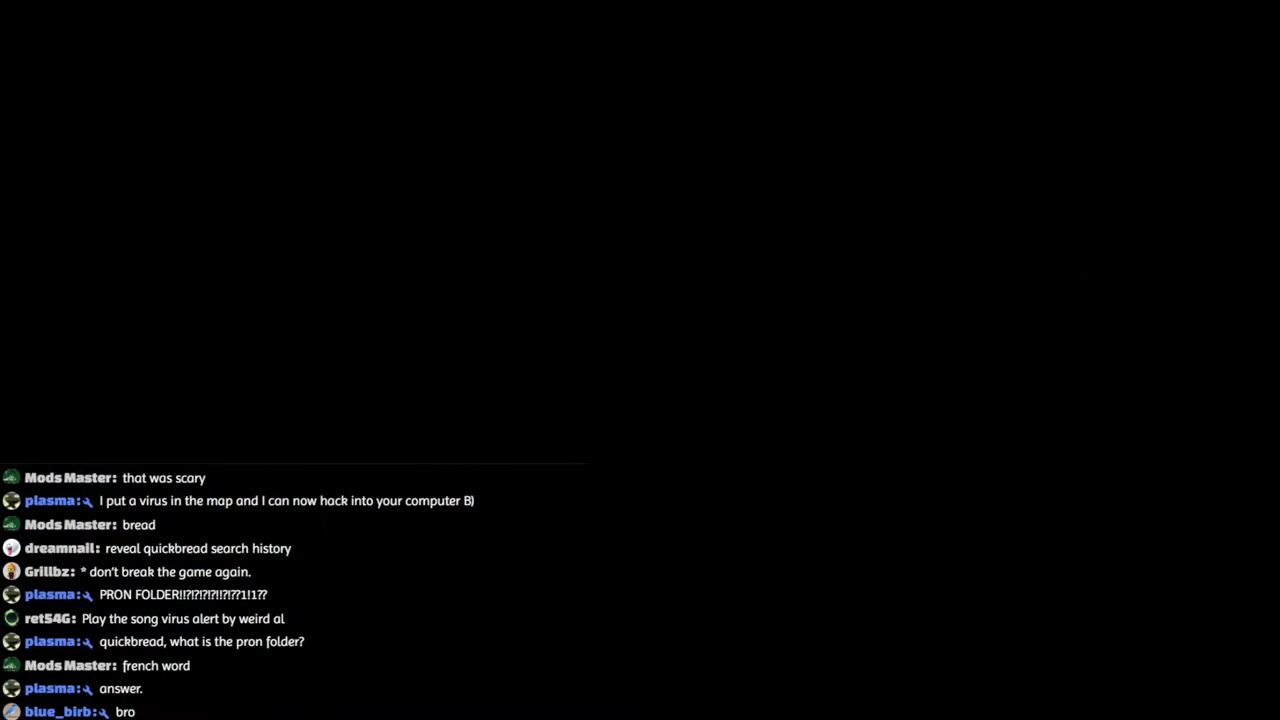 Mods Master: that was scary
plasma: I put a virus in the map and I can now hack into your computer B)
Mods Master: bread
dreamnail: reveal quickbread search history
Grillbz: * don't break the game again.
plasma: PRON FOLDER!!?!?!?!?!!?!??1!1??
ret54G: Play the song virus alert by weird al
plasma: quickbread, what is the pron folder?
Mods Master: french word
plasma: answer.
blue_birb: bro